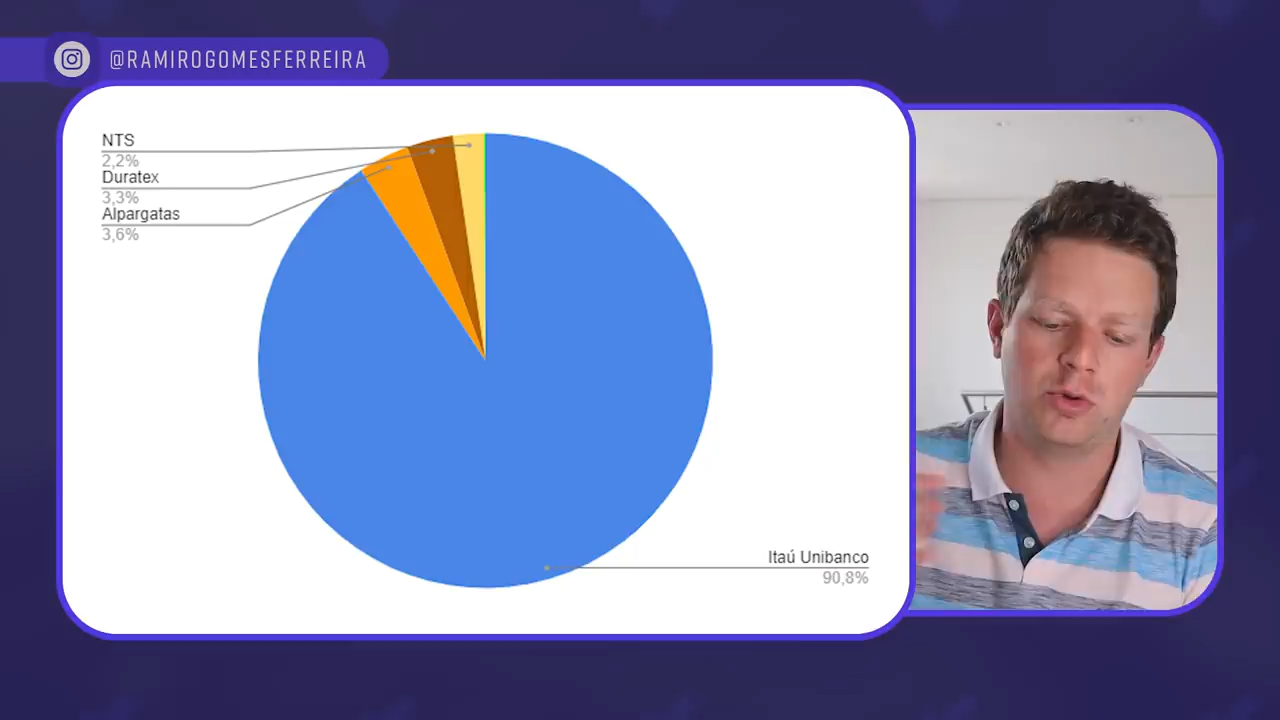 @RAMIROGOMESFERREIRA
NTS
2,2%
Duratex
3,3%
Alpargatas
3,6%
Itaú Unibanco
90,8%